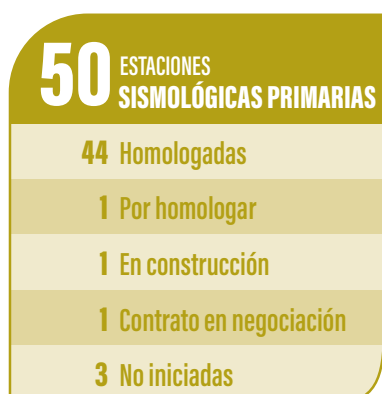 50 ESTACIONES
SISMOLÓGICAS PRIMARIAS
44 Homologadas
1 Por homologar
1 En construcción
1 Contrato en negociación
3 No iniciadas